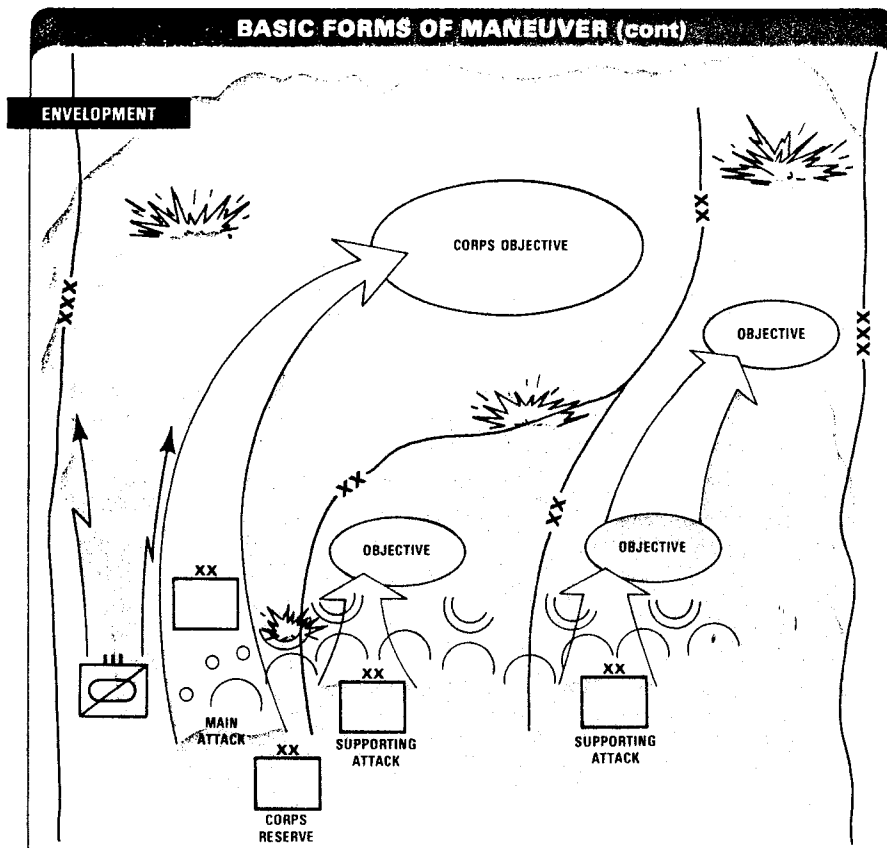 BASIC FORMS OF MANEUVER (cont)
ENVELOPMENT
XX
CORPS OBJECTIVE
XXX
OBJECTIVE
XXX
XX
XX
OBJECTIVE
OBJECTIVE
XX
XX
XX
MAIN
ATTACK
SUPPORTING
ATTACK
SUPPORTING
ATTACK
XX
CORPS
RESERVE